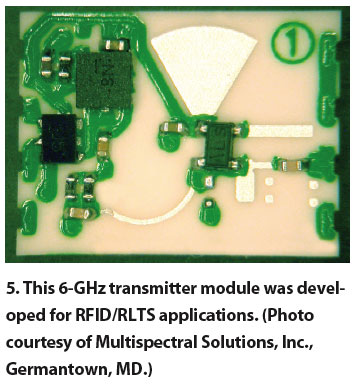 1
5. This 6-GHz transmitter module was devel-
oped for RFID/RLTS applications. (Photo
courtesy of Multispectral Solutions, Inc.,
Germantown, MD.)